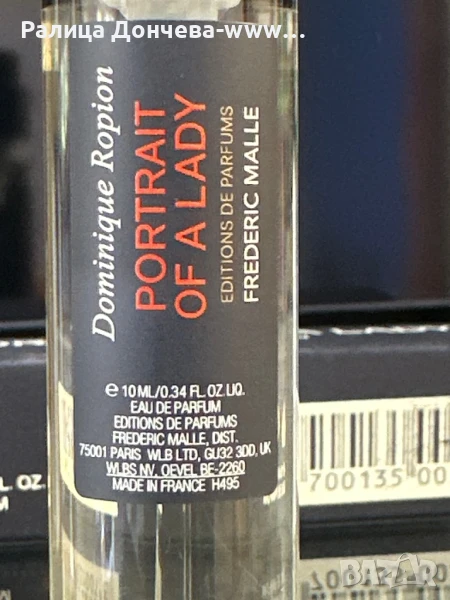 Ралица Дончева-www...
Dominique Ropion
PORTRAIT
OF A LADY
EDITIONS DE PARFUMS
FREDERIC MALLE
℮ 10 ML/0.34 FL. OZ. LIQ.
EAU DE PARFUM
EDITIONS DE PARFUMS
FREDERIC MALLE, DIST.
75001 PARIS WLB LTD, GU32 3DD, UK
WLBS NV. OEVEL BE-2260
MADE IN FRANCE H495
L. OZ.
700135 00
BAZAR